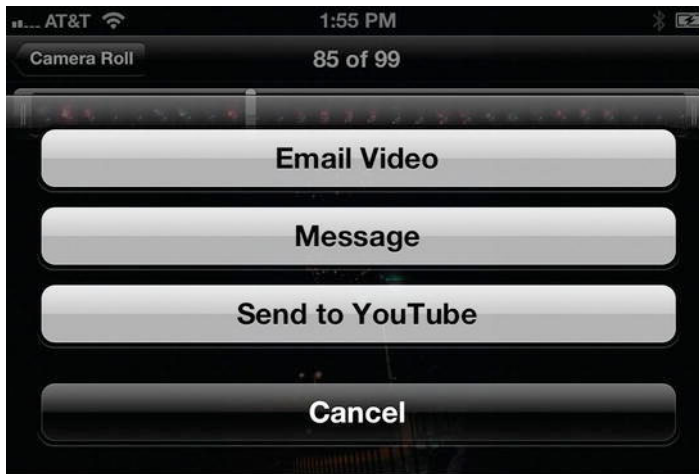 AT&T 1:55 PM
Camera Roll 85 of 99
Email Video
Message
Send to YouTube
Cancel